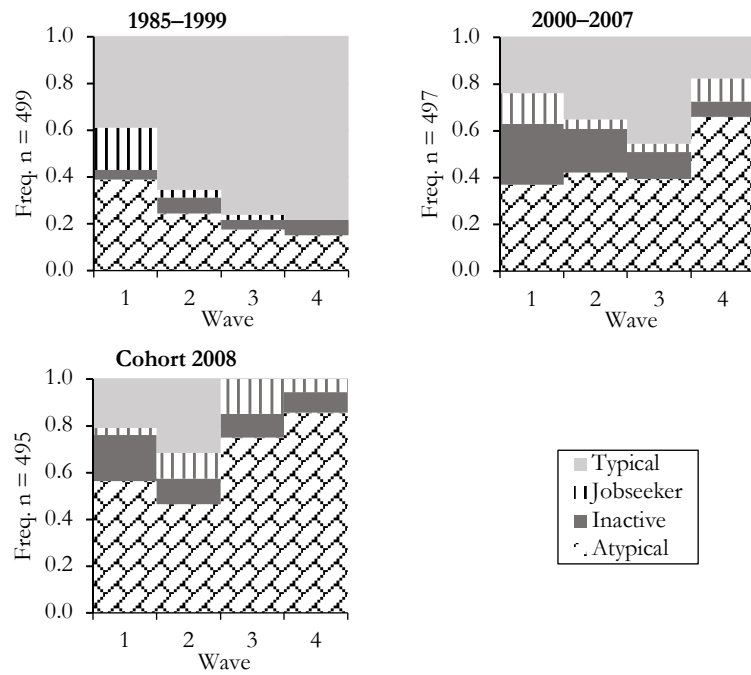 1985–1999
1.0
0.8
0.6
0.4
0.2
0.0
Freq. n = 499
1 2 3 4
Wave
2000–2007
1.0
0.8
0.6
0.4
0.2
0.0
Freq. n = 497
1 2 3 4
Wave
Cohort 2008
1.0
0.8
0.6
0.4
0.2
0.0
Freq. n = 495
1 2 3 4
Wave
Typical
Jobseeker
Inactive
Atypical